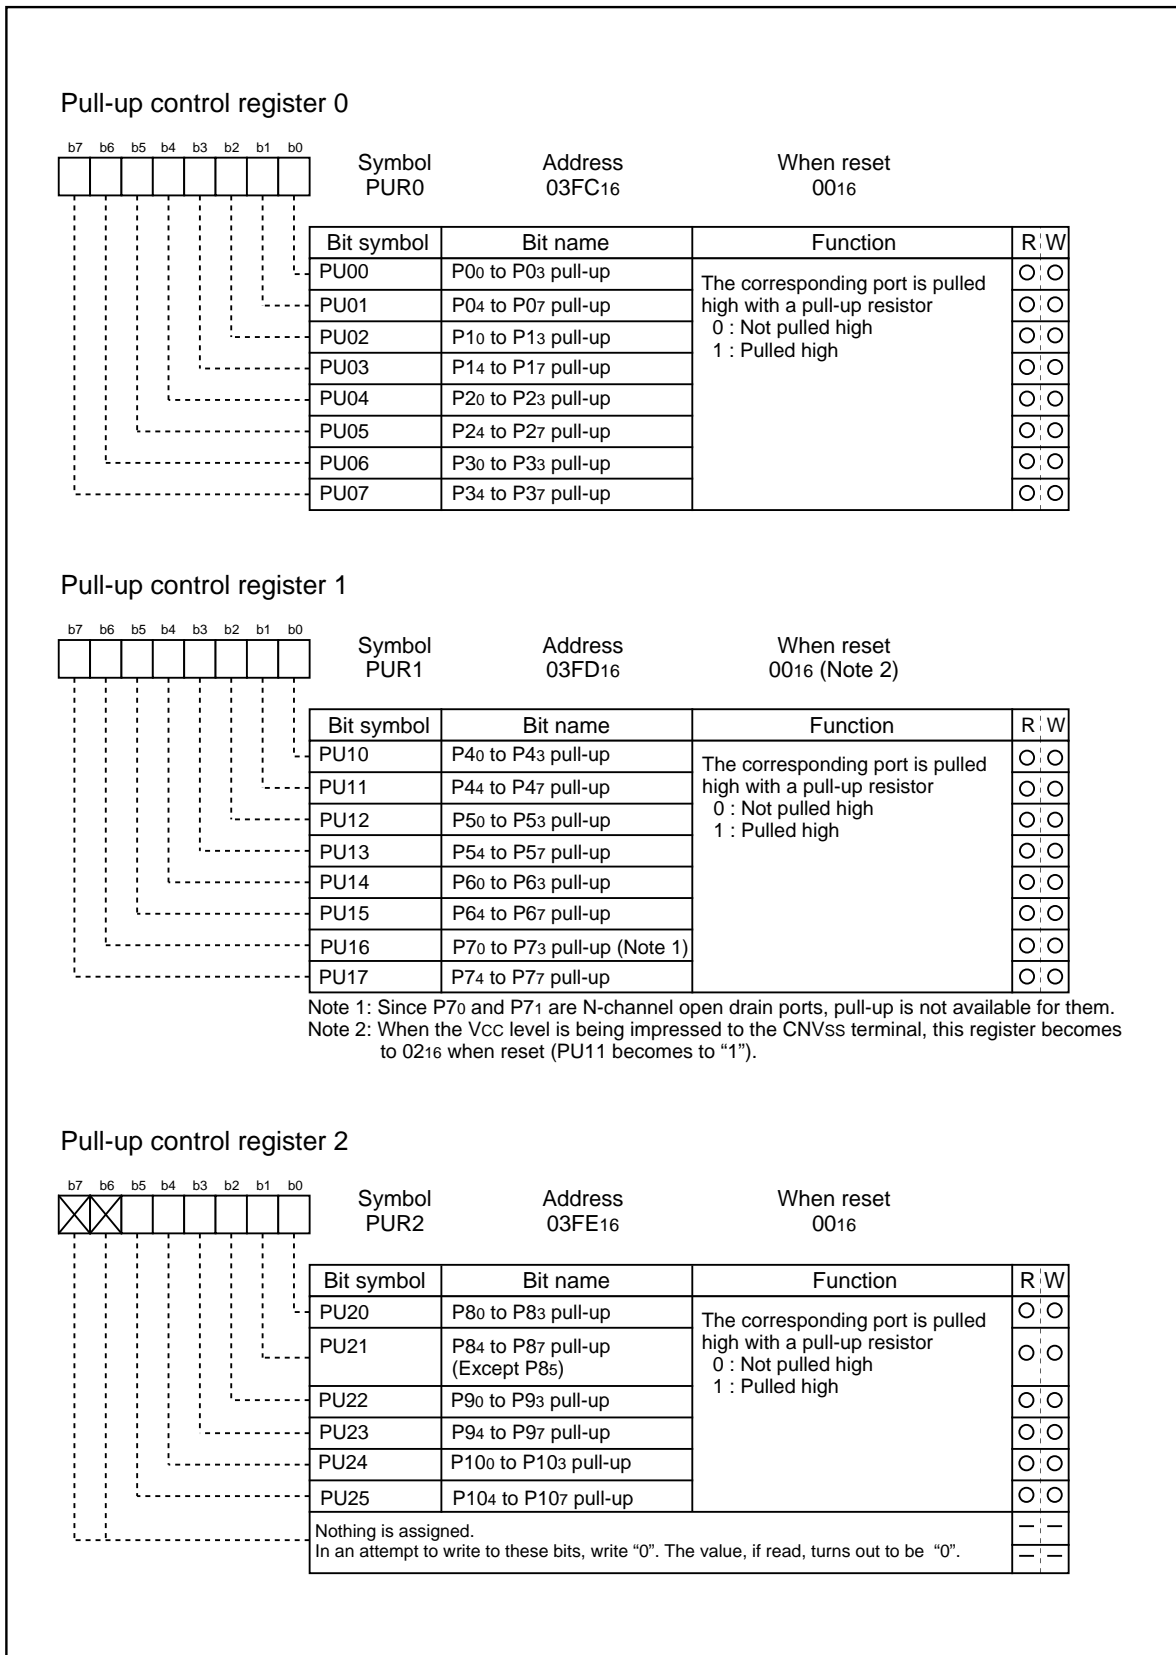 Pull-up control register 0
b7 b6 b5 b4 b3 b2 b1 b0
Symbol Address When reset
PUR0 03FC16 0016
Bit symbol Bit name Function R W
PU00 P00 to P03 pull-up The corresponding port is pulled
PU01 P04 to P07 pull-up high with a pull-up resistor
PU02 P10 to P13 pull-up 0 : Not pulled high
PU03 P14 to P17 pull-up 1 : Pulled high
PU04 P20 to P23 pull-up
PU05 P24 to P27 pull-up
PU06 P30 to P33 pull-up
PU07 P34 to P37 pull-up
Pull-up control register 1
b7 b6 b5 b4 b3 b2 b1 b0
Symbol Address When reset
PUR1 03FD16 0016 (Note 2)
Bit symbol Bit name Function R W
PU10 P40 to P43 pull-up The corresponding port is pulled
PU11 P44 to P47 pull-up high with a pull-up resistor
PU12 P50 to P53 pull-up 0 : Not pulled high
PU13 P54 to P57 pull-up 1 : Pulled high
PU14 P60 to P63 pull-up
PU15 P64 to P67 pull-up
PU16 P70 to P73 pull-up (Note 1)
PU17 P74 to P77 pull-up
Note 1: Since P70 and P71 are N-channel open drain ports, pull-up is not available for them.
Note 2: When the VCC level is being impressed to the CNVSS terminal, this register becomes
to 0216 when reset (PU11 becomes to “1”).
Pull-up control register 2
b7 b6 b5 b4 b3 b2 b1 b0
Symbol Address When reset
PUR2 03FE16 0016
Bit symbol Bit name Function R W
PU20 P80 to P83 pull-up The corresponding port is pulled
PU21 P84 to P87 pull-up high with a pull-up resistor
(Except P85) 0 : Not pulled high
PU22 P90 to P93 pull-up 1 : Pulled high
PU23 P94 to P97 pull-up
PU24 P100 to P103 pull-up
PU25 P104 to P107 pull-up
Nothing is assigned. — —
In an attempt to write to these bits, write “0”. The value, if read, turns out to be “0”. — —